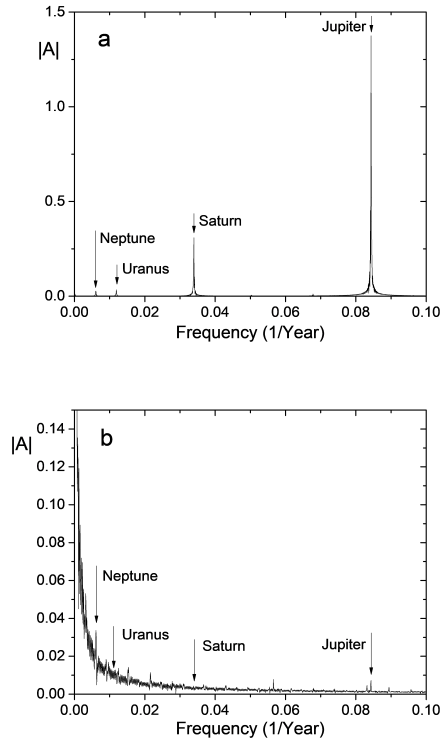 a
|A|
1.5
1.0
0.5
0.0
Jupiter
Saturn
Neptune
Uranus
0.00 0.02 0.04 0.06 0.08 0.10
Frequency (1/Year)
b
|A|
0.14
0.12
0.10
0.08
0.06
0.04
0.02
0.00
Neptune
Uranus
Saturn
Jupiter
0.00 0.02 0.04 0.06 0.08 0.10
Frequency (1/Year)